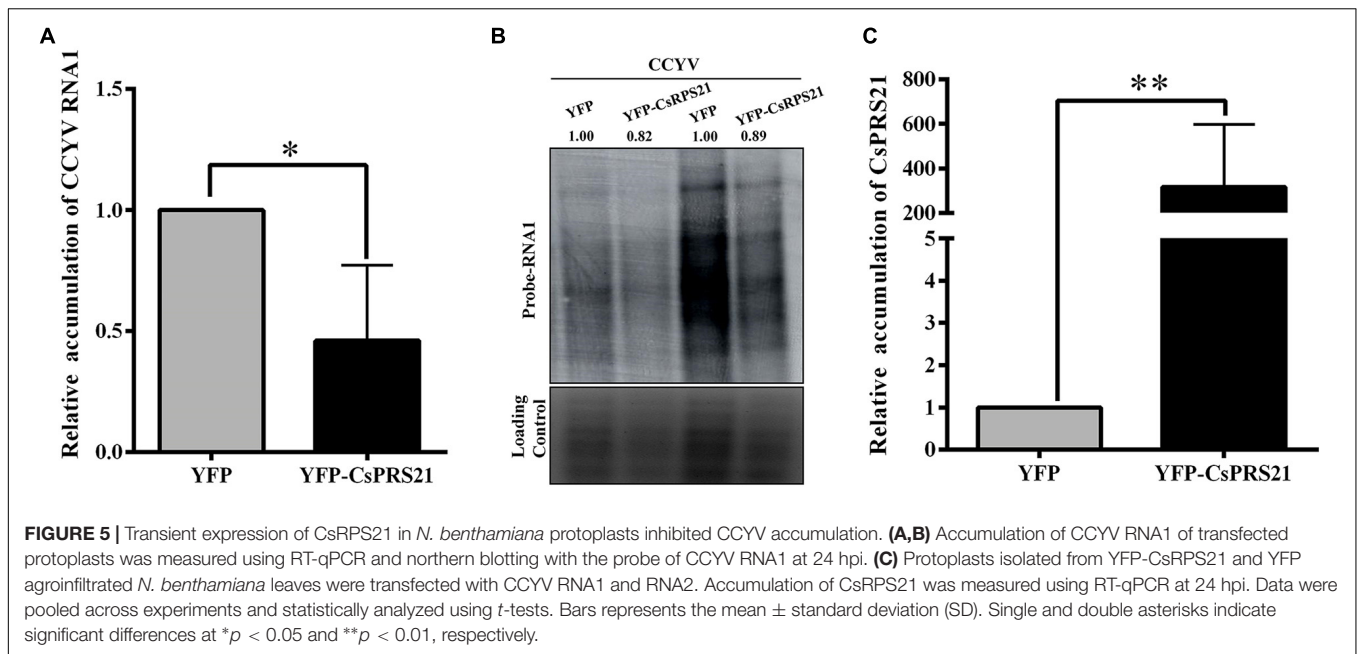 A
Relative accumulation of CCYV RNA1
1.5
1.0
0.5
0.0
*
YFP
YFP-CsPRS21
B
CCYV
YFP YFP-CsRPS21 YFP YFP-CsRPS21
1.00 0.82 1.00 0.89
Probe-RNA1
Loading
Control
C
Relative accumulation of CsPRS21
800
600
400
200
5
4
3
2
1
0
**
YFP
YFP-CsPRS21
FIGURE 5 | Transient expression of CsRPS21 in N. benthamiana protoplasts inhibited CCYV accumulation. (A,B) Accumulation of CCYV RNA1 of transfected
protoplasts was measured using RT-qPCR and northern blotting with the probe of CCYV RNA1 at 24 hpi. (C) Protoplasts isolated from YFP-CsRPS21 and YFP
agroinfiltrated N. benthamiana leaves were transfected with CCYV RNA1 and RNA2. Accumulation of CsRPS21 was measured using RT-qPCR at 24 hpi. Data were
pooled across experiments and statistically analyzed using t-tests. Bars represents the mean ± standard deviation (SD). Single and double asterisks indicate
significant differences at *p < 0.05 and **p < 0.01, respectively.